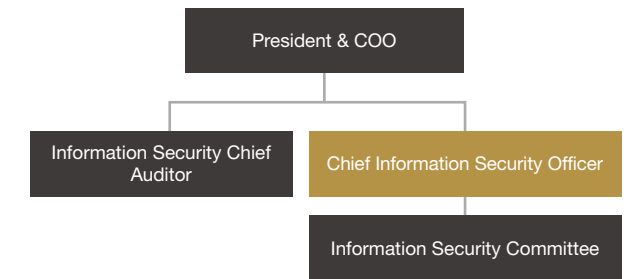 President & COO
Information Security Chief
Auditor
Chief Information Security Officer
Information Security Committee